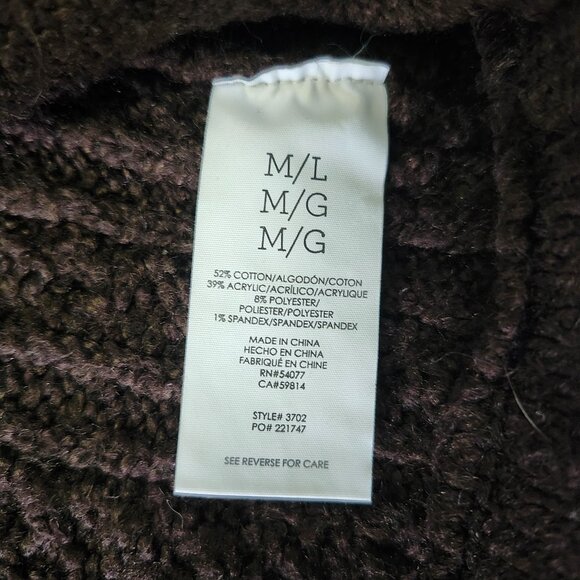 M/L
M/G
M/G
52% COTTON/ALGODÓN/COTON
39% ACRYLIC/ACRÍLICO/ACRYLIQUE
8% POLYESTER/
POLIESTER/POLYESTER
1% SPANDEX/SPANDEX/SPANDEX
MADE IN CHINA
HECHO EN CHINA
FABRIQUÉ EN CHINE
RN#54077
CA#59814
STYLE# 3702
PO# 221747
SEE REVERSE FOR CARE